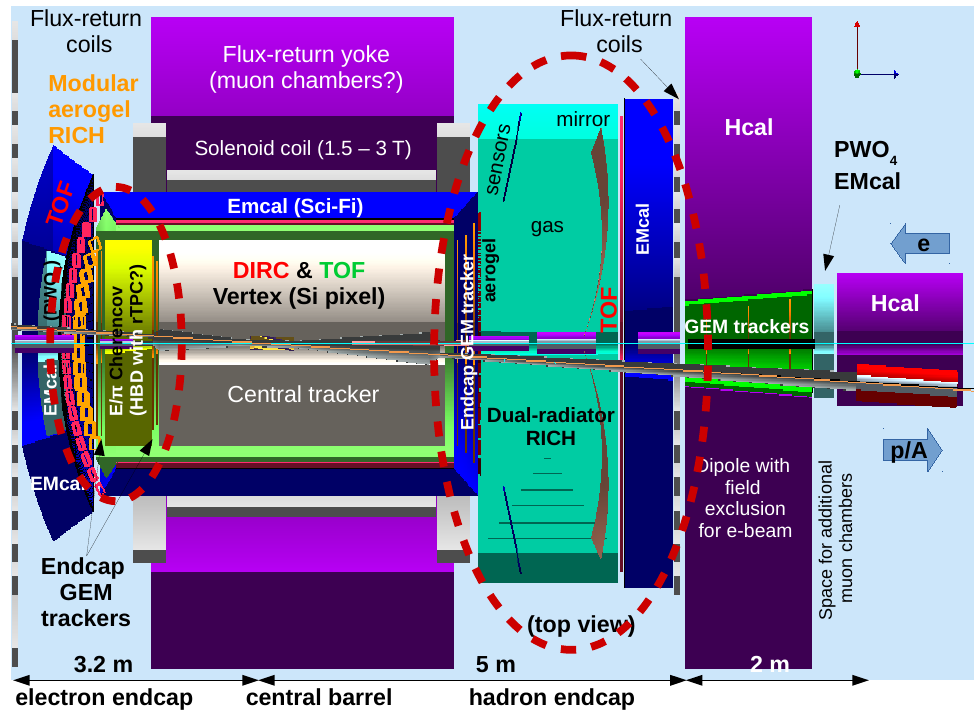 Flux-return
coils
Flux-return yoke
(muon chambers?)
Flux-return
coils
Modular
aerogel
RICH
Solenoid coil (1.5 – 3 T)
sensors
mirror
Hcal
PWO4
EMcal
TOF
Emcal (Sci-Fi)
gas
EMcal
e
DIRC & TOF
Vertex (Si pixel)
aerogel
TOF
Hcal
EMcal (PWO4)
E/π Cherencov
(HBD with rTPC?)
Endcap GEM tracker
GEM trackers
Central tracker
Dual-radiator
RICH
p/A
EMcal
Dipole with
field
exclusion
for e-beam
Space for additional
muon chambers
Endcap
GEM
trackers
(top view)
3.2 m
5 m
2 m
electron endcap
central barrel
hadron endcap